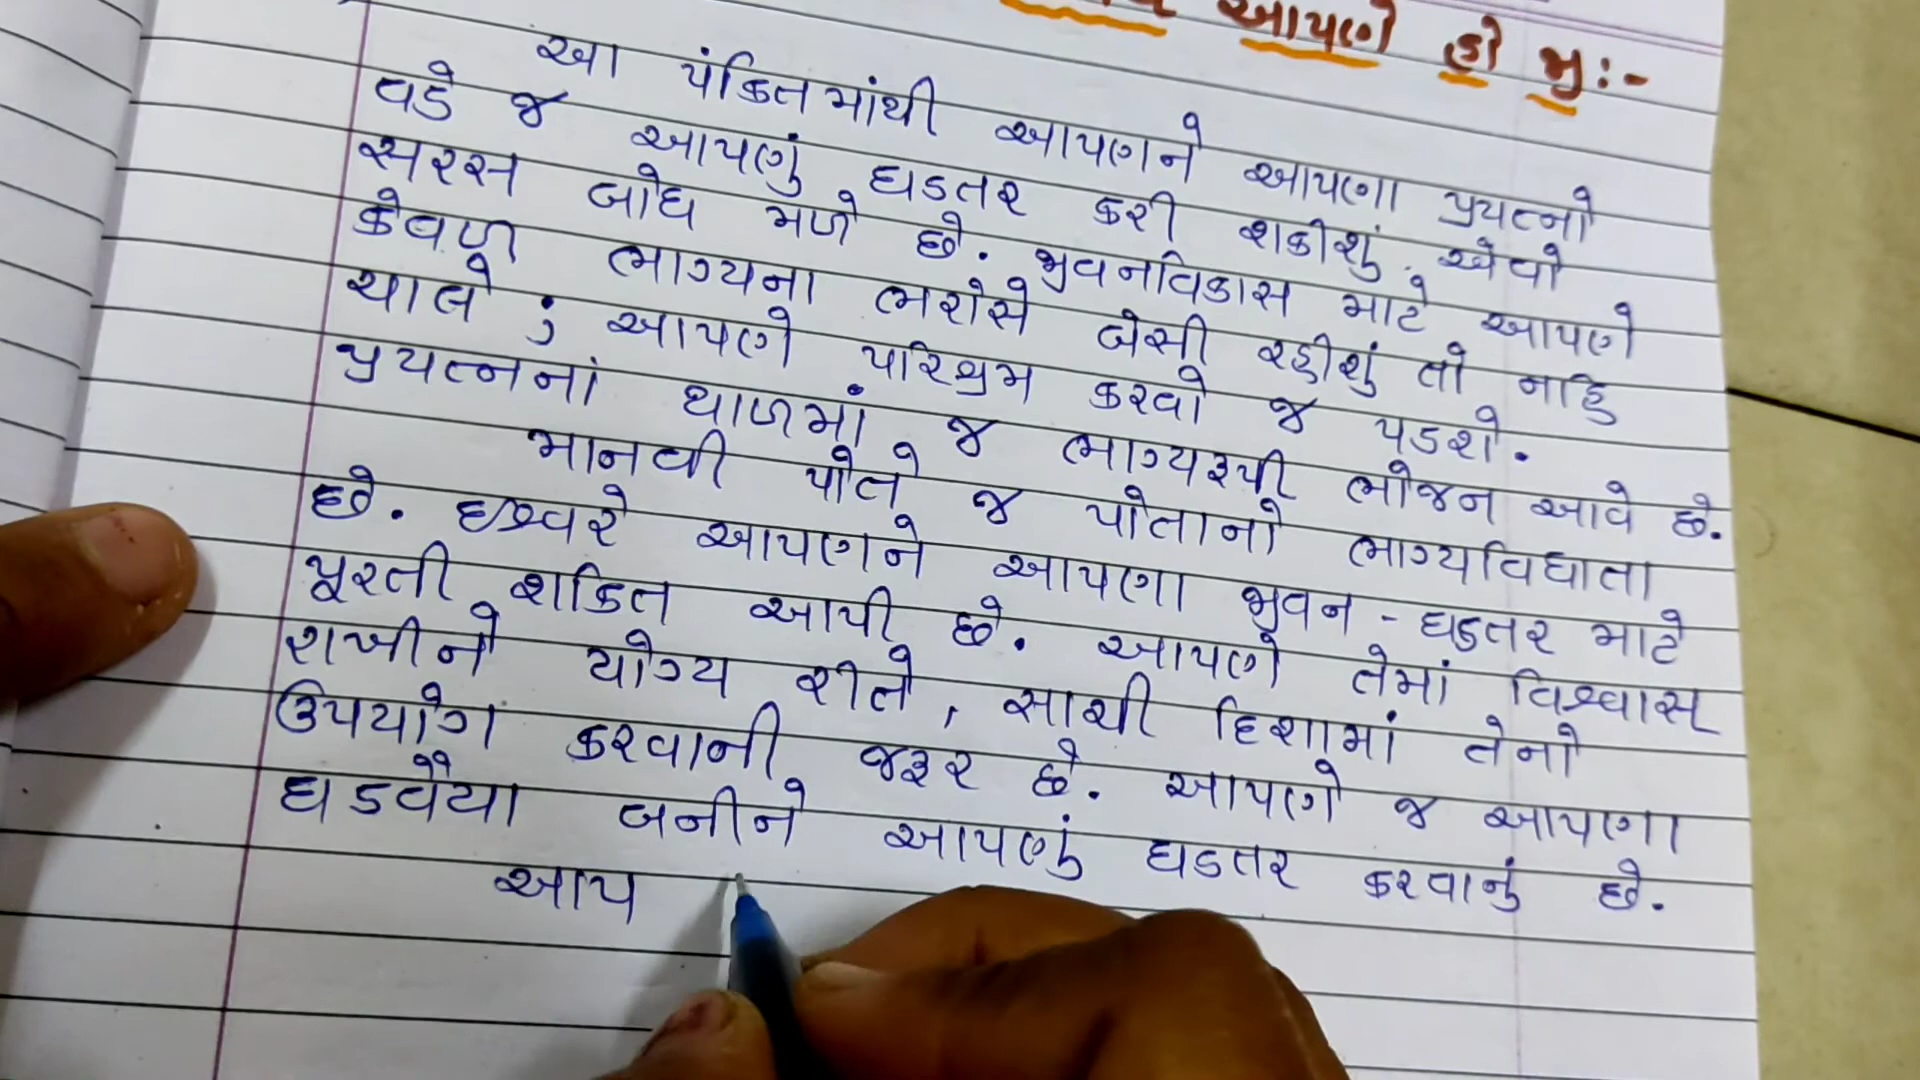 આપણે હો જી :-
આ પંકિતમાંથી આપણને આપણા પ્રયત્નો
વડે જ આપણું ઘડતર કરી શકીશું. એવો
સરસ બોધ મળે છે. જીવનવિકાસ માટે આપણે
કેવળ ભાગ્યના ભરોસે બેસી રહીશું તો નહિ
ચાલે ; આપણે પરિશ્રમ કરવો જ પડશે.
પ્રયત્નનાં થાળમાં જ ભાગ્યરૂપી ભોજન આવે છે.
માનવી પોતે જ પોતાનો ભાગ્યવિધાતા
છે. ઈશ્વરે આપણને આપણા જીવન - ઘડતર માટે
પૂરતી શકિત આપી છે. આપણે તેમાં વિશ્વાસ
રાખીને યોગ્ય રીતે, સાચી દિશામાં તેનો
ઉપયોગ કરવાની જરૂર છે. આપણે જ આપણા
ઘડવૈયા બનીને આપણું ઘડતર કરવાનું છે.
આપ